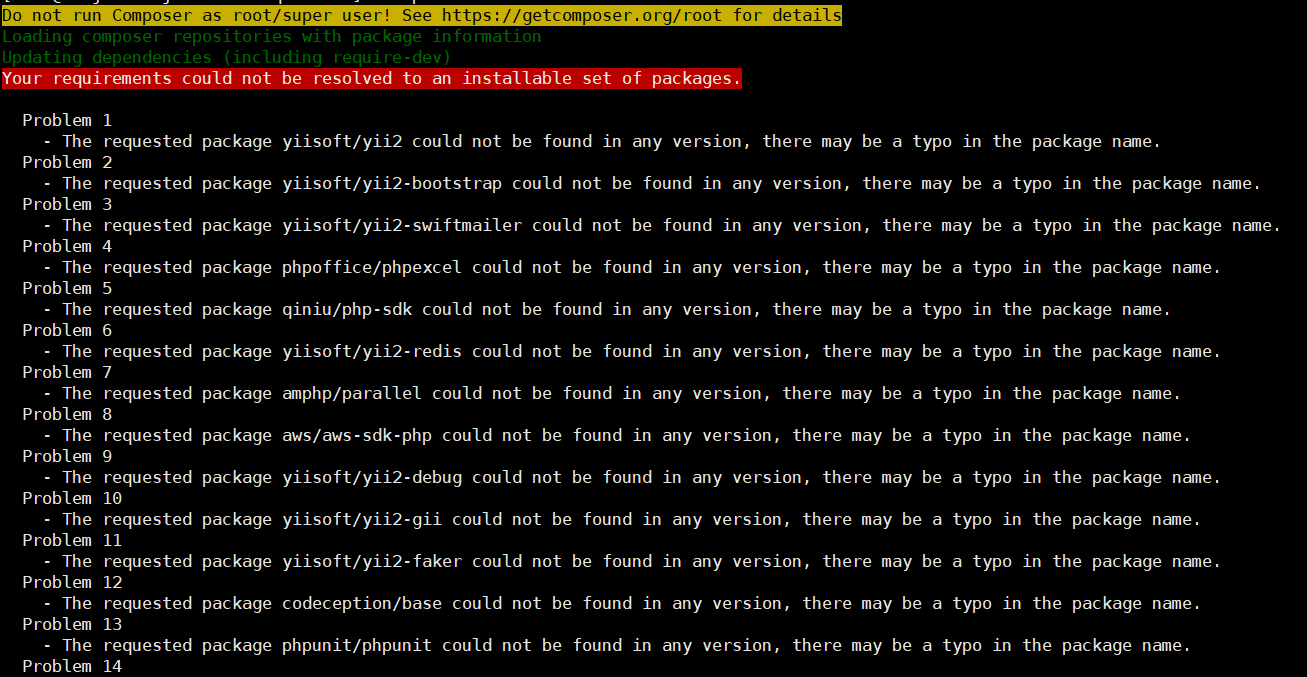 Do not run Composer as root/super user! See https://getcomposer.org/root for details
Loading composer repositories with package information
Updating dependencies (including require-dev)
Your requirements could not be resolved to an installable set of packages.
Problem 1
- The requested package yiisoft/yii2 could not be found in any version, there may be a typo in the package name.
Problem 2
- The requested package yiisoft/yii2-bootstrap could not be found in any version, there may be a typo in the package name.
Problem 3
- The requested package yiisoft/yii2-swiftmailer could not be found in any version, there may be a typo in the package name.
Problem 4
- The requested package phpoffice/phpexcel could not be found in any version, there may be a typo in the package name.
Problem 5
- The requested package qiniu/php-sdk could not be found in any version, there may be a typo in the package name.
Problem 6
- The requested package yiisoft/yii2-redis could not be found in any version, there may be a typo in the package name.
Problem 7
- The requested package amphp/parallel could not be found in any version, there may be a typo in the package name.
Problem 8
- The requested package aws/aws-sdk-php could not be found in any version, there may be a typo in the package name.
Problem 9
- The requested package yiisoft/yii2-debug could not be found in any version, there may be a typo in the package name.
Problem 10
- The requested package yiisoft/yii2-gii could not be found in any version, there may be a typo in the package name.
Problem 11
- The requested package yiisoft/yii2-faker could not be found in any version, there may be a typo in the package name.
Problem 12
- The requested package codeception/base could not be found in any version, there may be a typo in the package name.
Problem 13
- The requested package phpunit/phpunit could not be found in any version, there may be a typo in the package name.
Problem 14